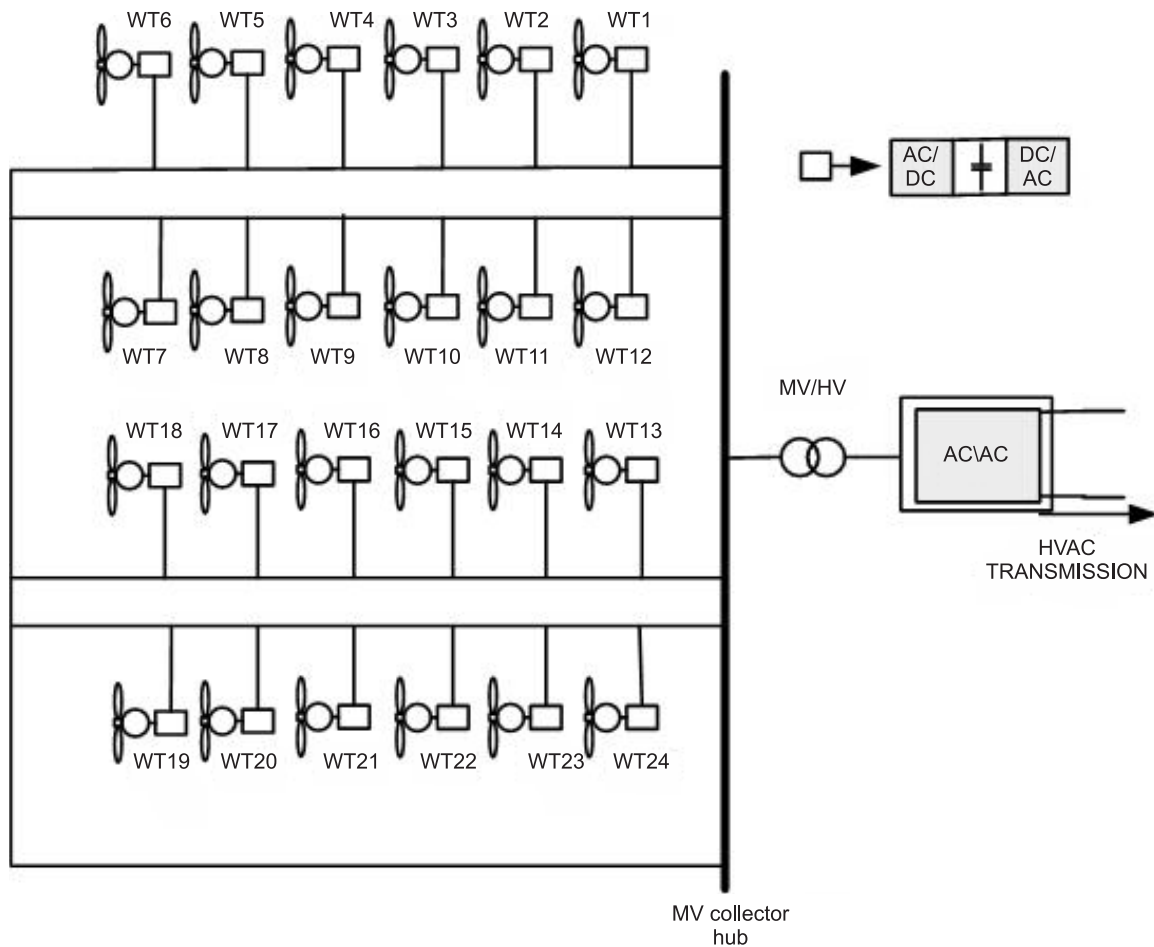 WT6 WT5 WT4 WT3 WT2 WT1
AC/
DC
DC/
AC
WT7 WT8 WT9 WT10 WT11 WT12
MV/HV
WT18 WT17 WT16 WT15 WT14 WT13
AC\AC
HVAC
TRANSMISSION
WT19 WT20 WT21 WT22 WT23 WT24
MV collector
hub